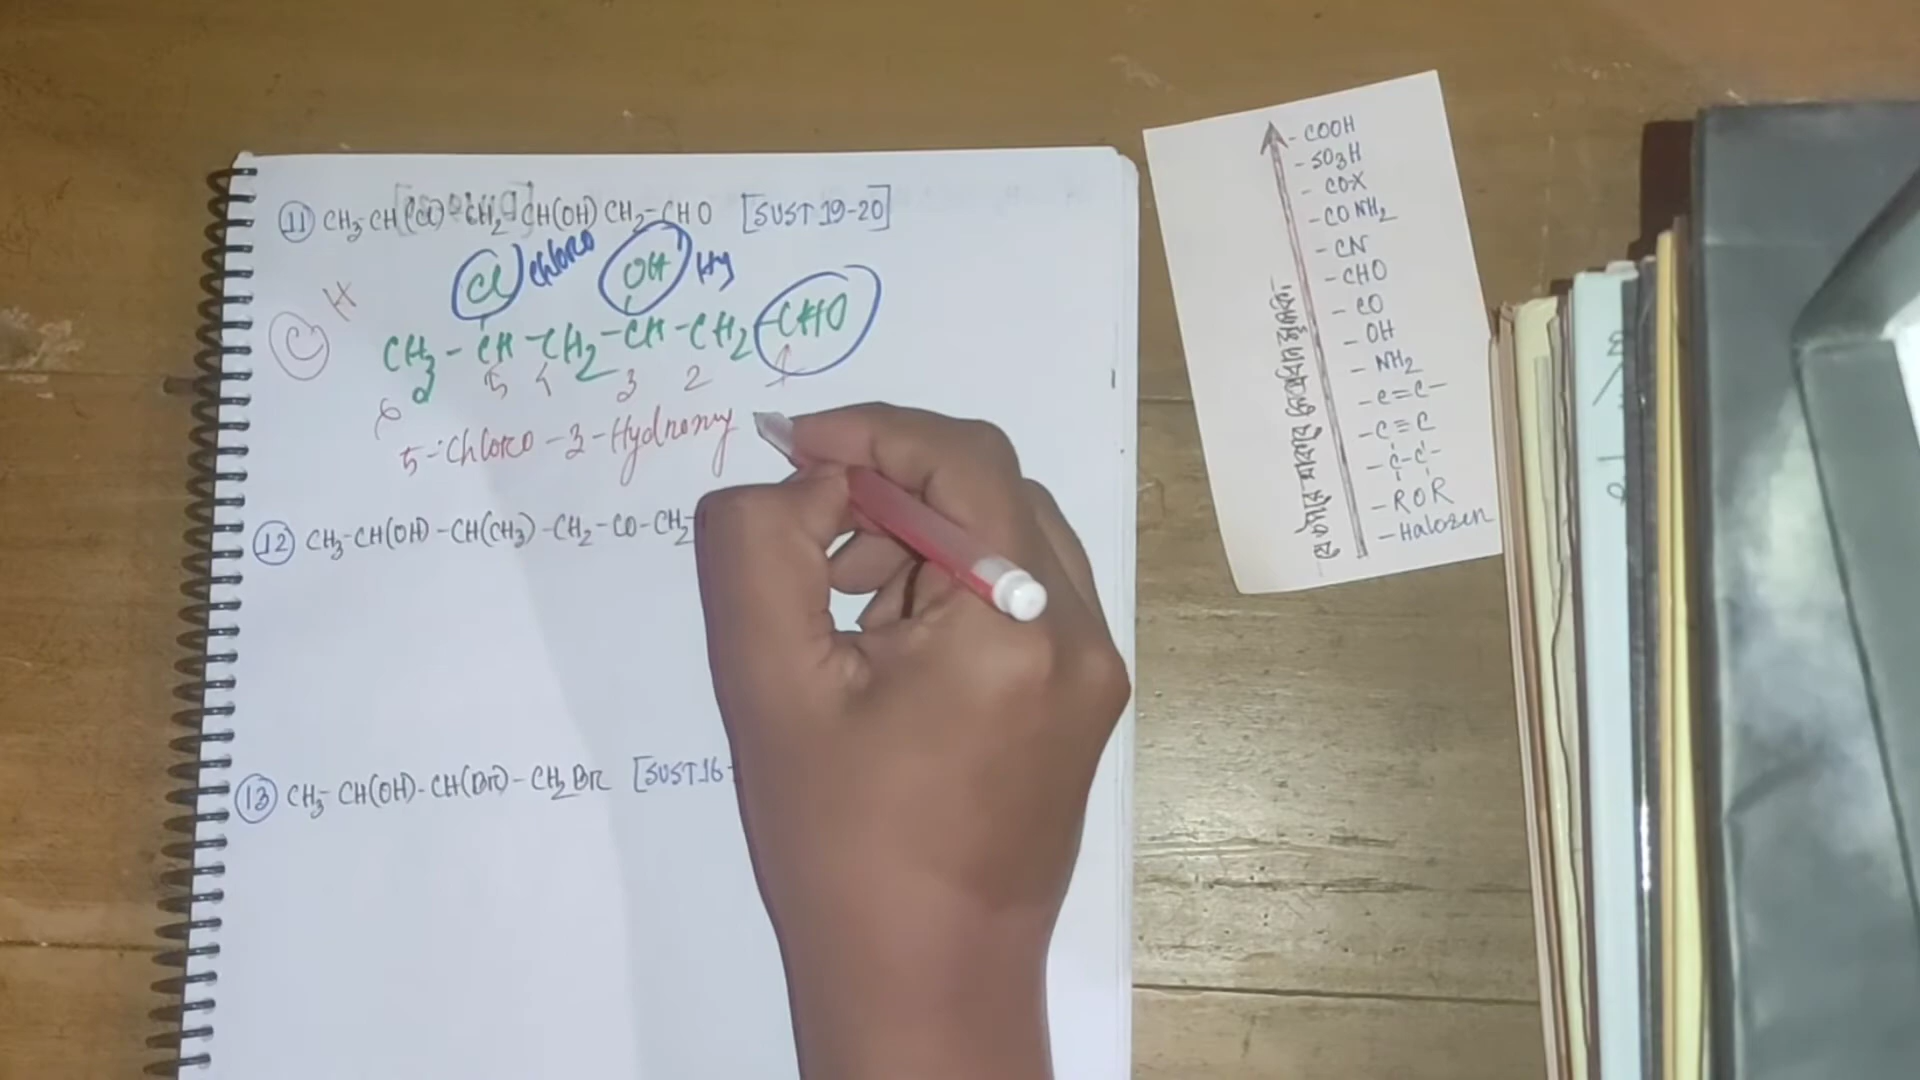 11 CH3-CH(Cl)-CH2-CH(OH)CH2-CHO [SUST 19-20]
Cl Chloro OH Hy
C H
CH3-CH-CH2-CH-CH2-CHO
6 5 4 3 2 1
5-Chloro-3-Hydroxy
12 CH3-CH(OH)-CH(CH3)-CH2-CO-CH2
13 CH3-CH(OH)-CH(Br)-CH2Br [SUST 16-
-COOH
-SO3H
-COX
-CONH2
-CN
-CHO
-CO
-OH
-NH2
-C=C-
-C≡C
-C-C-
-ROR
-Halozen